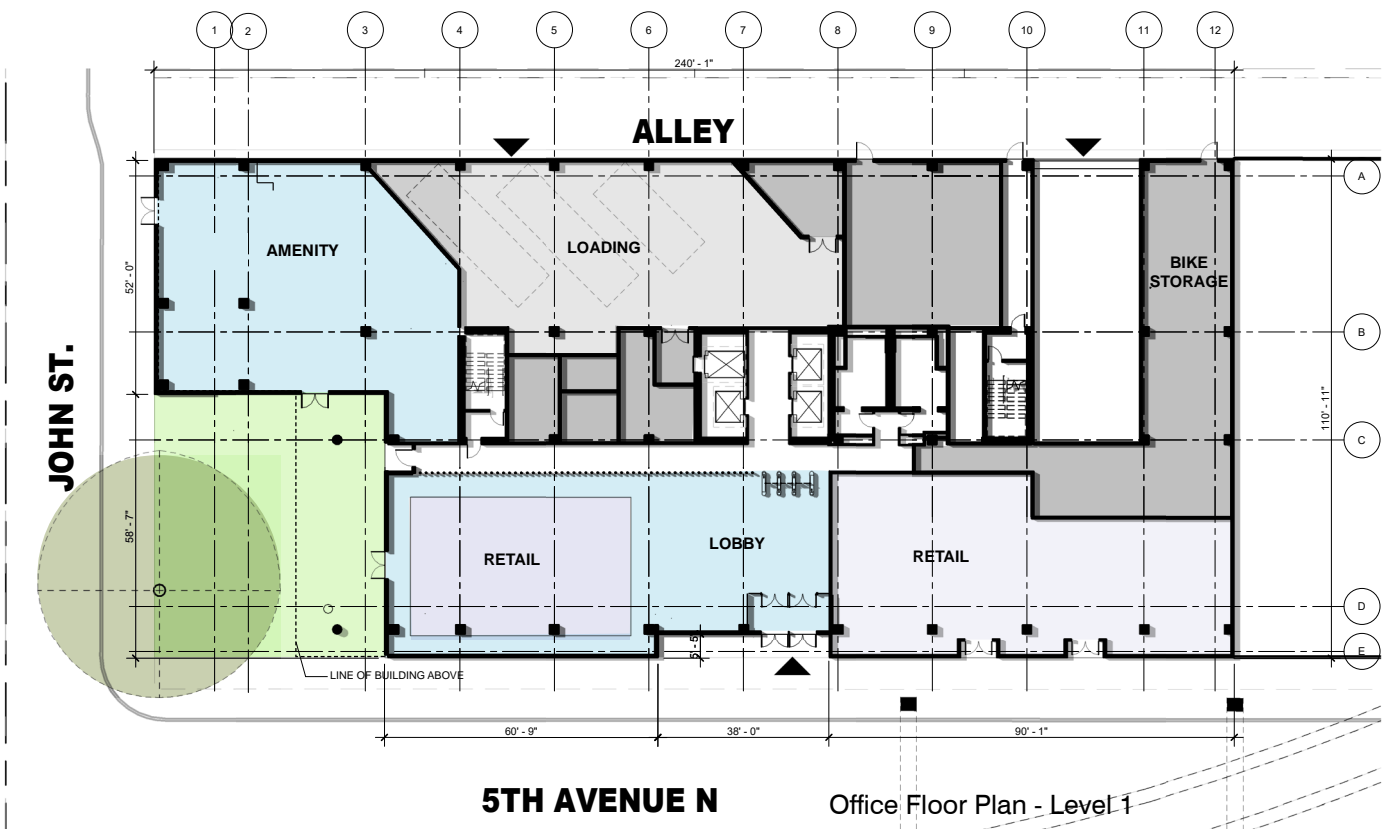 1 2 3 4 5 6 7 8 9 10 11 12
240' - 1"
ALLEY
A
AMENITY
LOADING
BIKE
STORAGE
52' - 0"
B
JOHN ST.
110' - 11"
C
58' - 7"
RETAIL
LOBBY
RETAIL
D
5' - 5"
E
LINE OF BUILDING ABOVE
60' - 9"
38' - 0"
90' - 1"
5TH AVENUE N
Office Floor Plan - Level 1